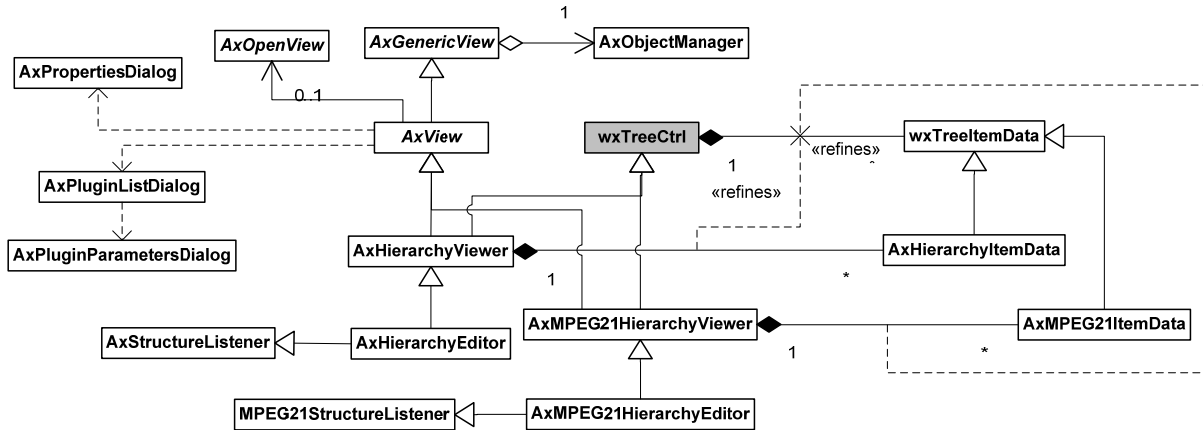 1
AxOpenView
AxGenericView
AxObjectManager
AxPropertiesDialog
0..1
AxView
wxTreeCtrl
wxTreeItemData
1
«refines»
*
«refines»
AxPluginListDialog
AxPluginParametersDialog
AxHierarchyViewer
AxHierarchyItemData
1
*
AxMPEG21HierarchyViewer
AxMPEG21ItemData
AxStructureListener
AxHierarchyEditor
1
*
MPEG21StructureListener
AxMPEG21HierarchyEditor